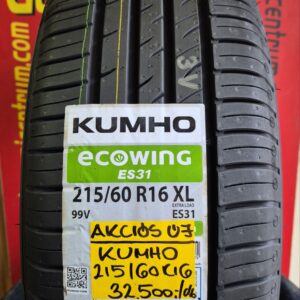 3V
KUMHO
ecowing
ES31
215/60 R16 XL
EXTRA LOAD
99V
ES31
AKCIÓS ÚJ
KUMHO
215/60 R16
32.500.-/db